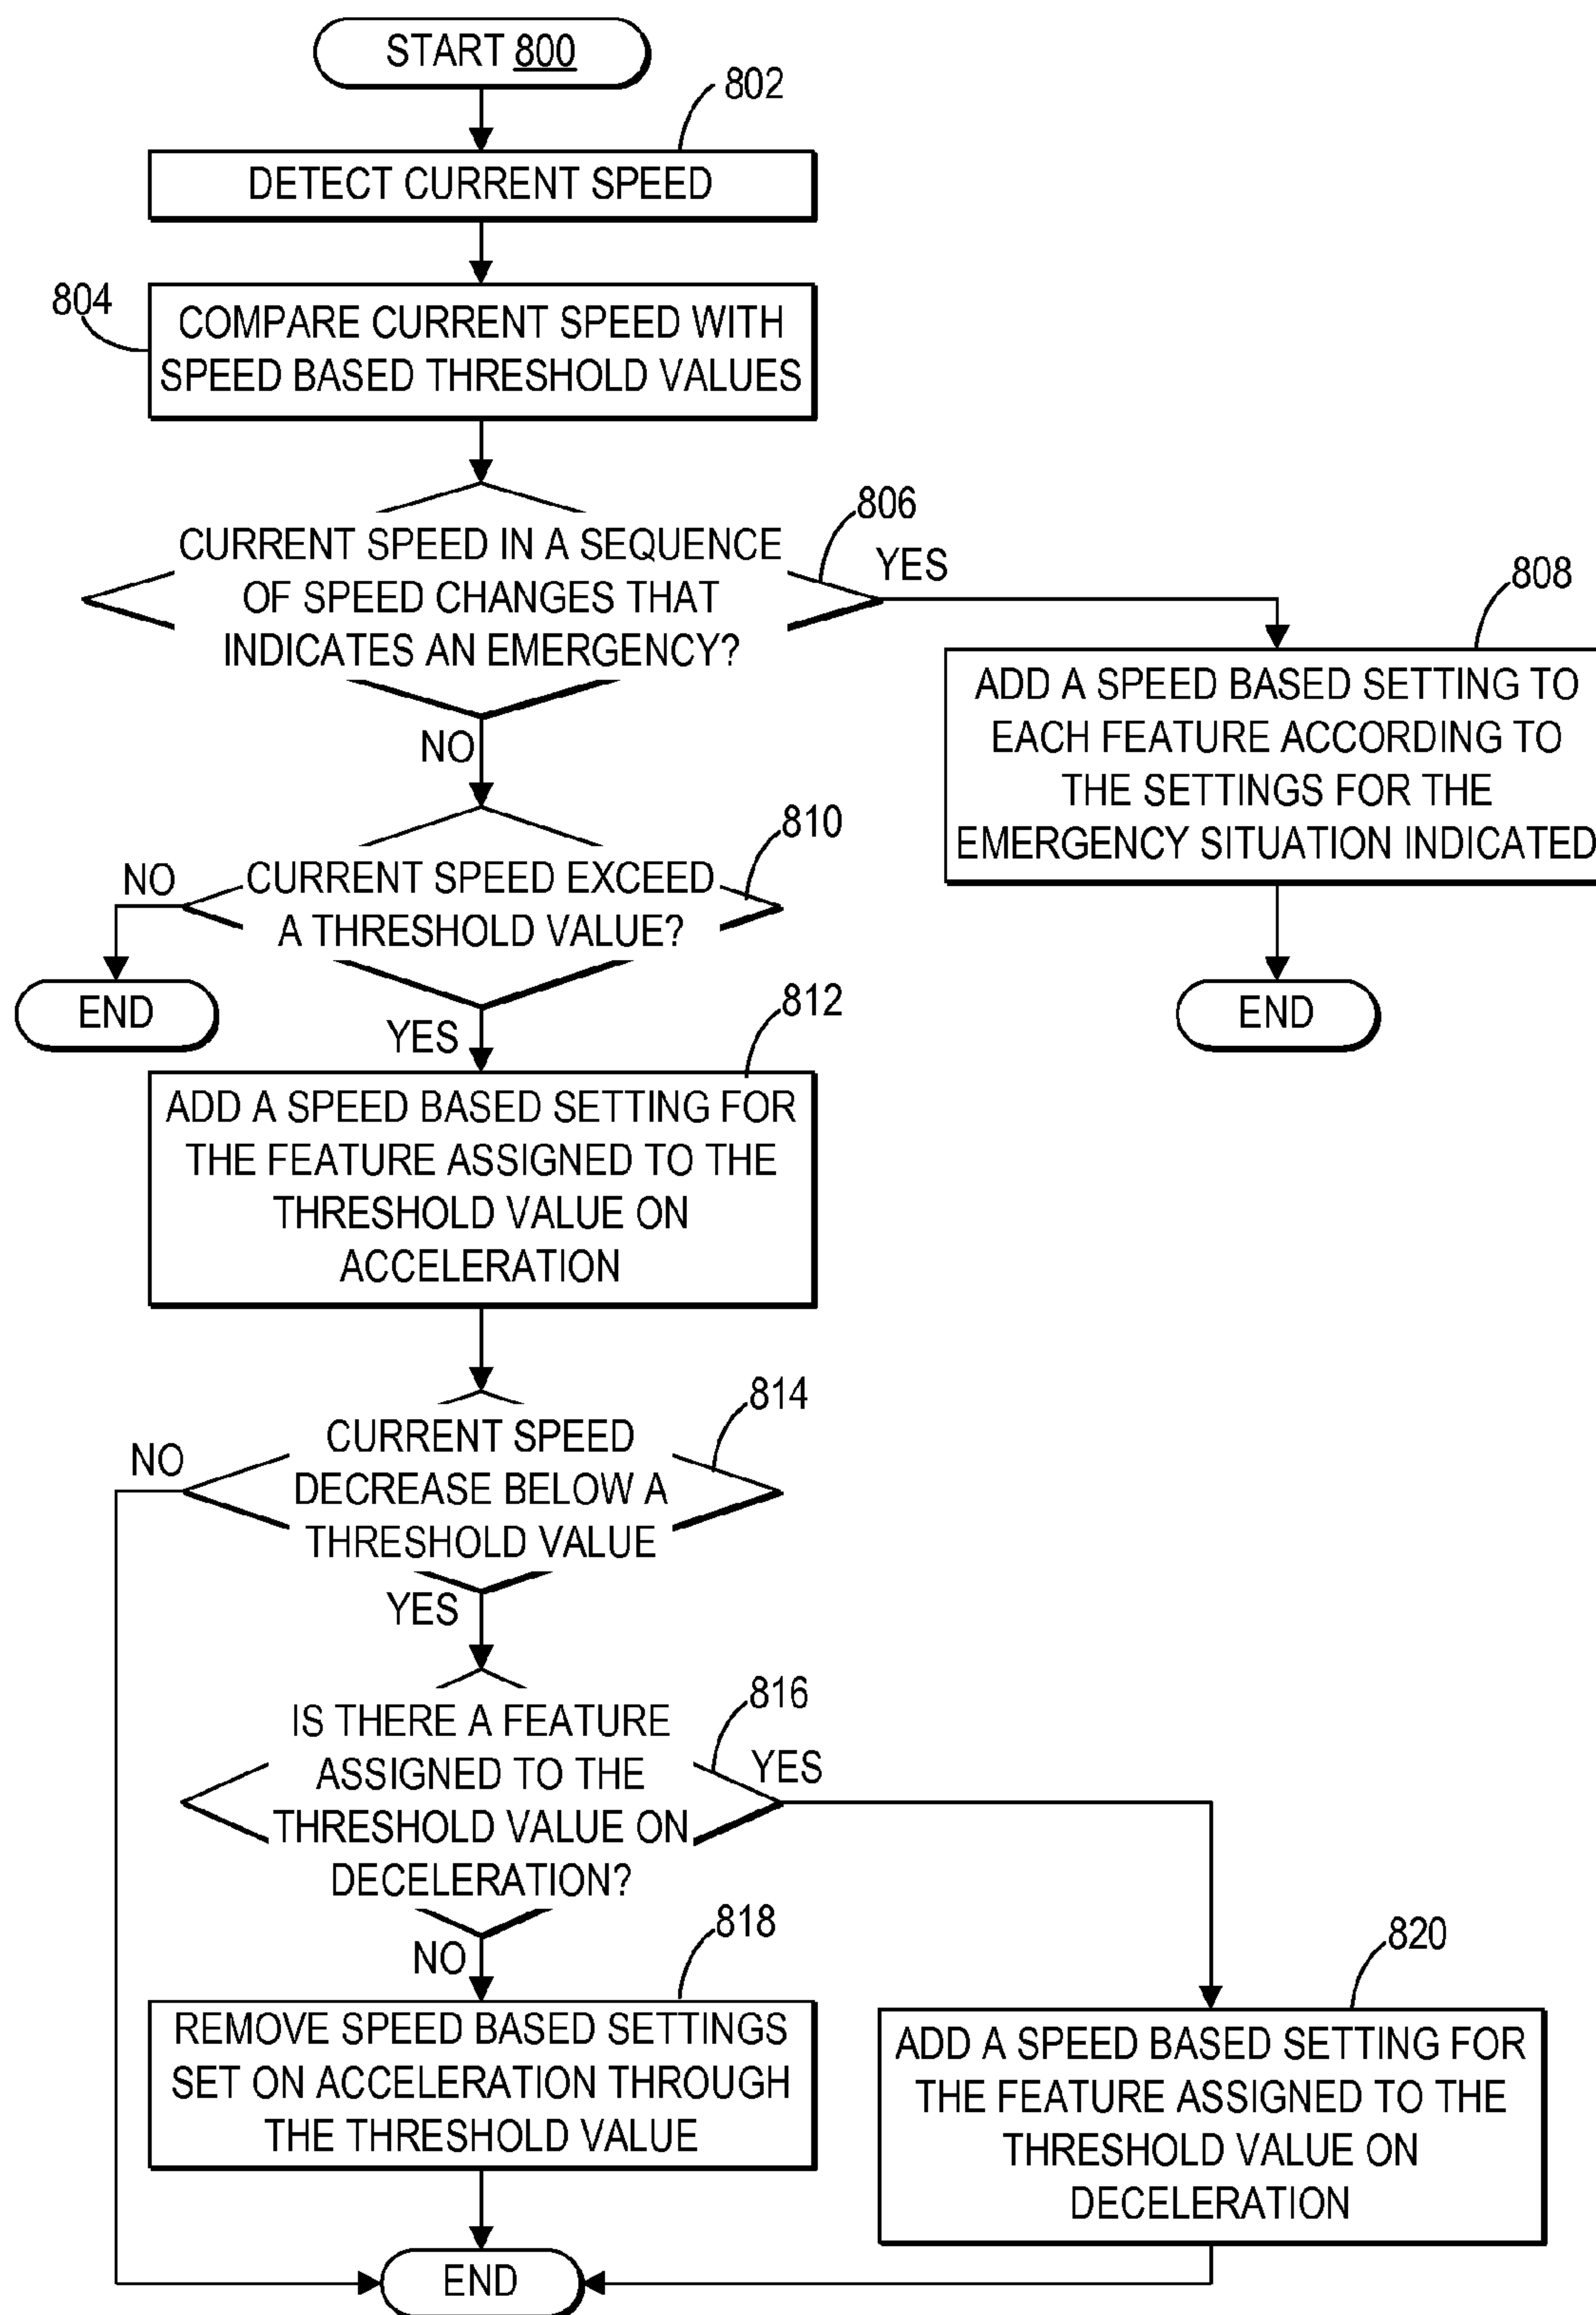 START 800
802
DETECT CURRENT SPEED
804
COMPARE CURRENT SPEED WITH
SPEED BASED THRESHOLD VALUES
806
CURRENT SPEED IN A SEQUENCE
OF SPEED CHANGES THAT
INDICATES AN EMERGENCY?
YES
808
ADD A SPEED BASED SETTING TO
EACH FEATURE ACCORDING TO
THE SETTINGS FOR THE
EMERGENCY SITUATION INDICATED
END
NO
810
CURRENT SPEED EXCEED
A THRESHOLD VALUE?
NO
END
YES
812
ADD A SPEED BASED SETTING FOR
THE FEATURE ASSIGNED TO THE
THRESHOLD VALUE ON
ACCELERATION
814
CURRENT SPEED
DECREASE BELOW A
THRESHOLD VALUE
NO
YES
816
IS THERE A FEATURE
ASSIGNED TO THE
THRESHOLD VALUE ON
DECELERATION?
YES
NO
818
REMOVE SPEED BASED SETTINGS
SET ON ACCELERATION THROUGH
THE THRESHOLD VALUE
820
ADD A SPEED BASED SETTING FOR
THE FEATURE ASSIGNED TO THE
THRESHOLD VALUE ON
DECELERATION
END